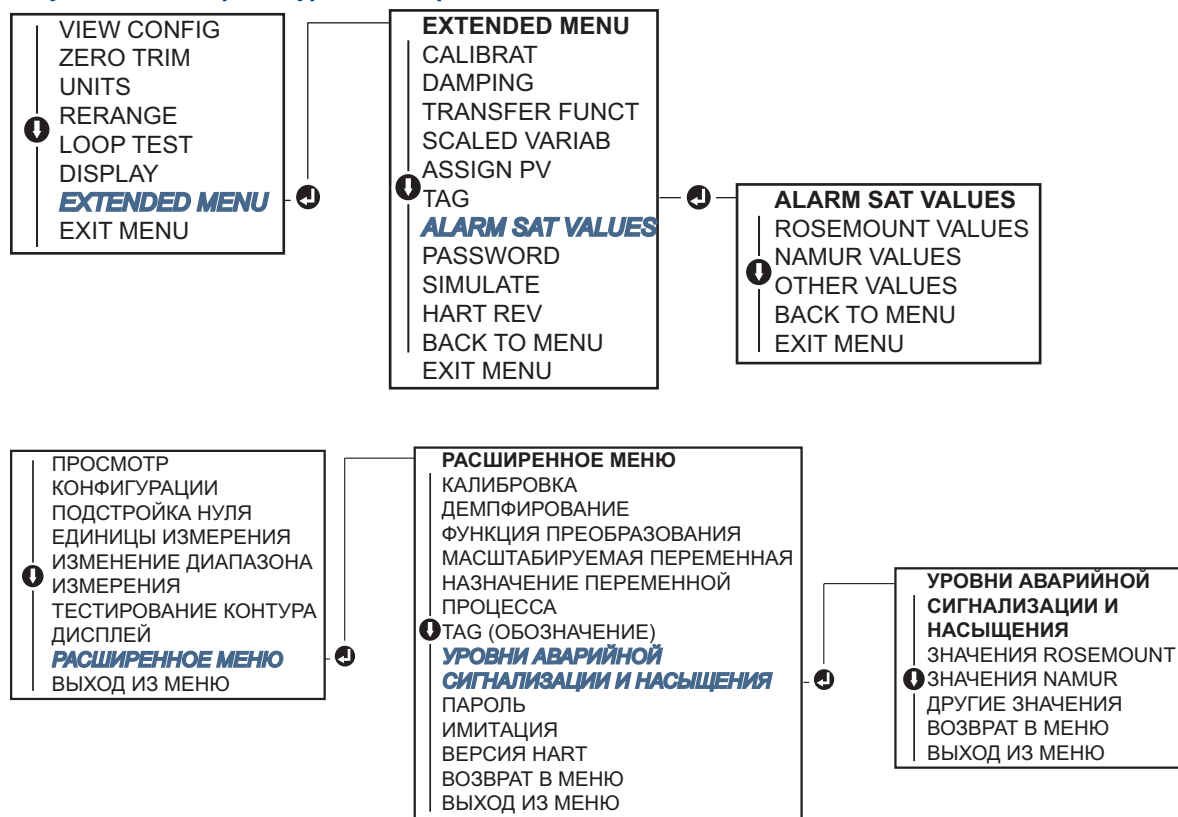 VIEW CONFIG
ZERO TRIM
UNITS
RERANGE
LOOP TEST
DISPLAY
EXTENDED MENU
EXIT MENU
EXTENDED MENU
CALIBRAT
DAMPING
TRANSFER FUNCT
SCALED VARIAB
ASSIGN PV
TAG
ALARM SAT VALUES
PASSWORD
SIMULATE
HART REV
BACK TO MENU
EXIT MENU
ALARM SAT VALUES
ROSEMOUNT VALUES
NAMUR VALUES
OTHER VALUES
BACK TO MENU
EXIT MENU
ПРОСМОТР
КОНФИГУРАЦИИ
ПОДСТРОЙКА НУЛЯ
ЕДИНИЦЫ ИЗМЕРЕНИЯ
ИЗМЕНЕНИЕ ДИАПАЗОНА
ИЗМЕРЕНИЯ
ТЕСТИРОВАНИЕ КОНТУРА
ДИСПЛЕЙ
РАСШИРЕННОЕ МЕНЮ
ВЫХОД ИЗ МЕНЮ
РАСШИРЕННОЕ МЕНЮ
КАЛИБРОВКА
ДЕМПФИРОВАНИЕ
ФУНКЦИЯ ПРЕОБРАЗОВАНИЯ
МАСШТАБИРУЕМАЯ ПЕРЕМЕННАЯ
НАЗНАЧЕНИЕ ПЕРЕМЕННОЙ
ПРОЦЕССА
TAG (ОБОЗНАЧЕНИЕ)
УРОВНИ АВАРИЙНОЙ
СИГНАЛИЗАЦИИ И НАСЫЩЕНИЯ
ПАРОЛЬ
ИМИТАЦИЯ
ВЕРСИЯ HART
ВОЗВРАТ В МЕНЮ
ВЫХОД ИЗ МЕНЮ
УРОВНИ АВАРИЙНОЙ
СИГНАЛИЗАЦИИ И
НАСЫЩЕНИЯ
ЗНАЧЕНИЯ ROSEMOUNT
ЗНАЧЕНИЯ NAMUR
ДРУГИЕ ЗНАЧЕНИЯ
ВОЗВРАТ В МЕНЮ
ВЫХОД ИЗ МЕНЮ